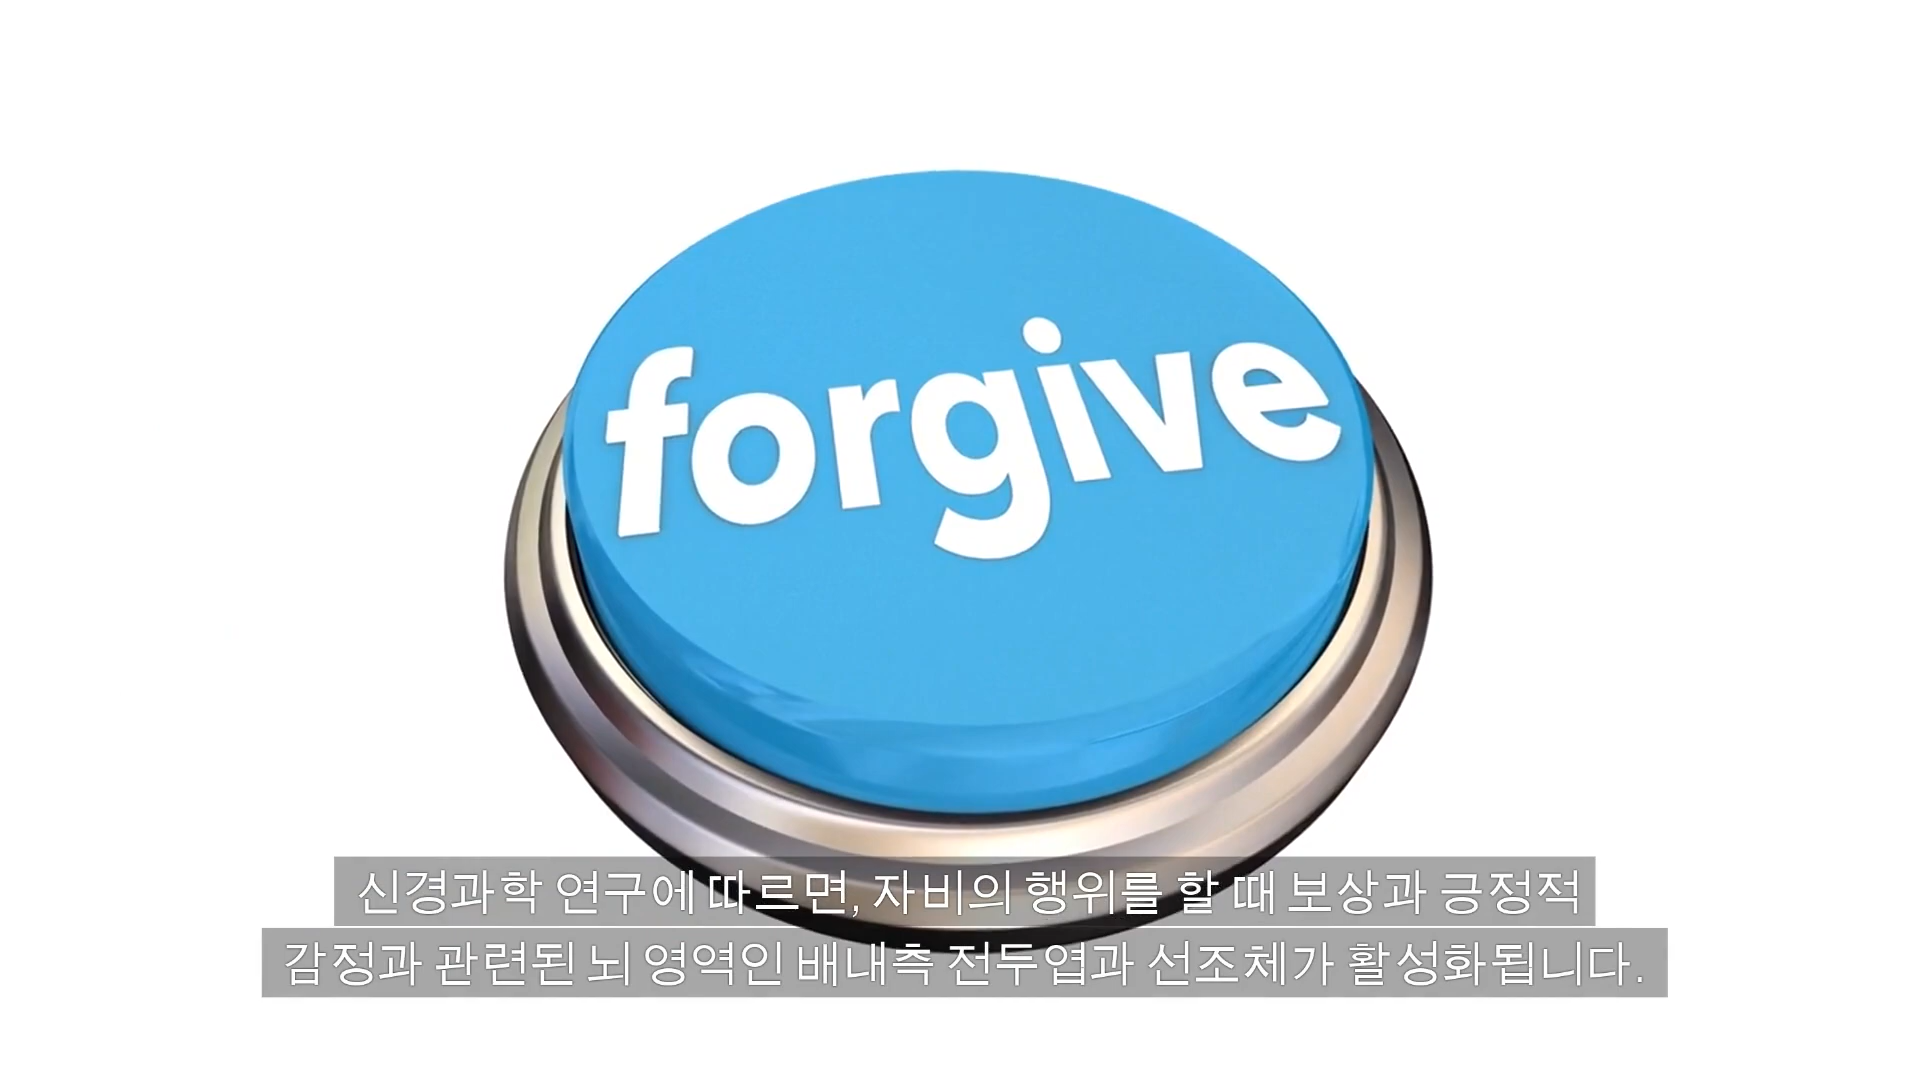 forgive
신경과학 연구에 따르면, 자비의 행위를 할 때 보상과 긍정적
감정과 관련된 뇌 영역인 배내측 전두엽과 선조체가 활성화됩니다.